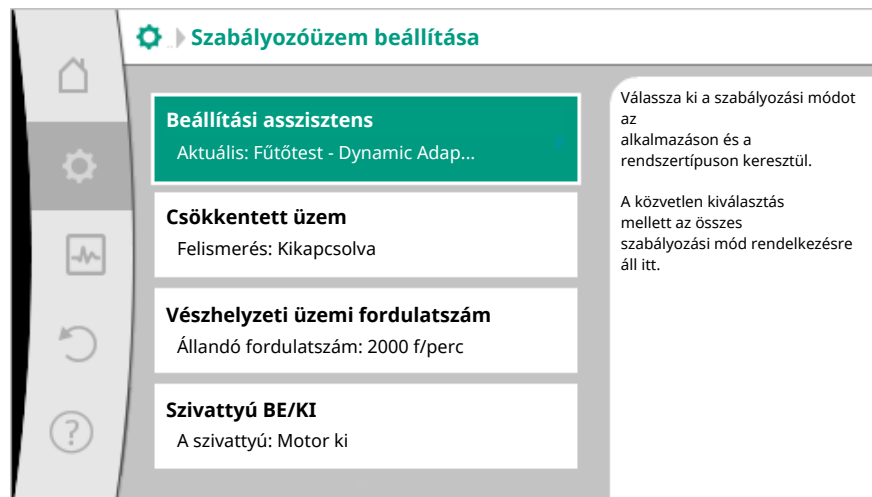 Szabályozóüzem beállítása
Beállítási asszisztens
Aktuális: Fűtőtest - Dynamic Adap...
Csökkentett üzem
Felismerés: Kikapcsolva
Vészhelyzeti üzemi fordulatszám
Állandó fordulatszám: 2000 f/perc
Szivattyú BE/KI
A szivattyú: Motor ki
Válassza ki a szabályozási módot
az
alkalmazáson és a
rendszertípuson keresztül.
A közvetlen kiválasztás
mellett az összes
szabályozási mód rendelkezésre
áll itt.